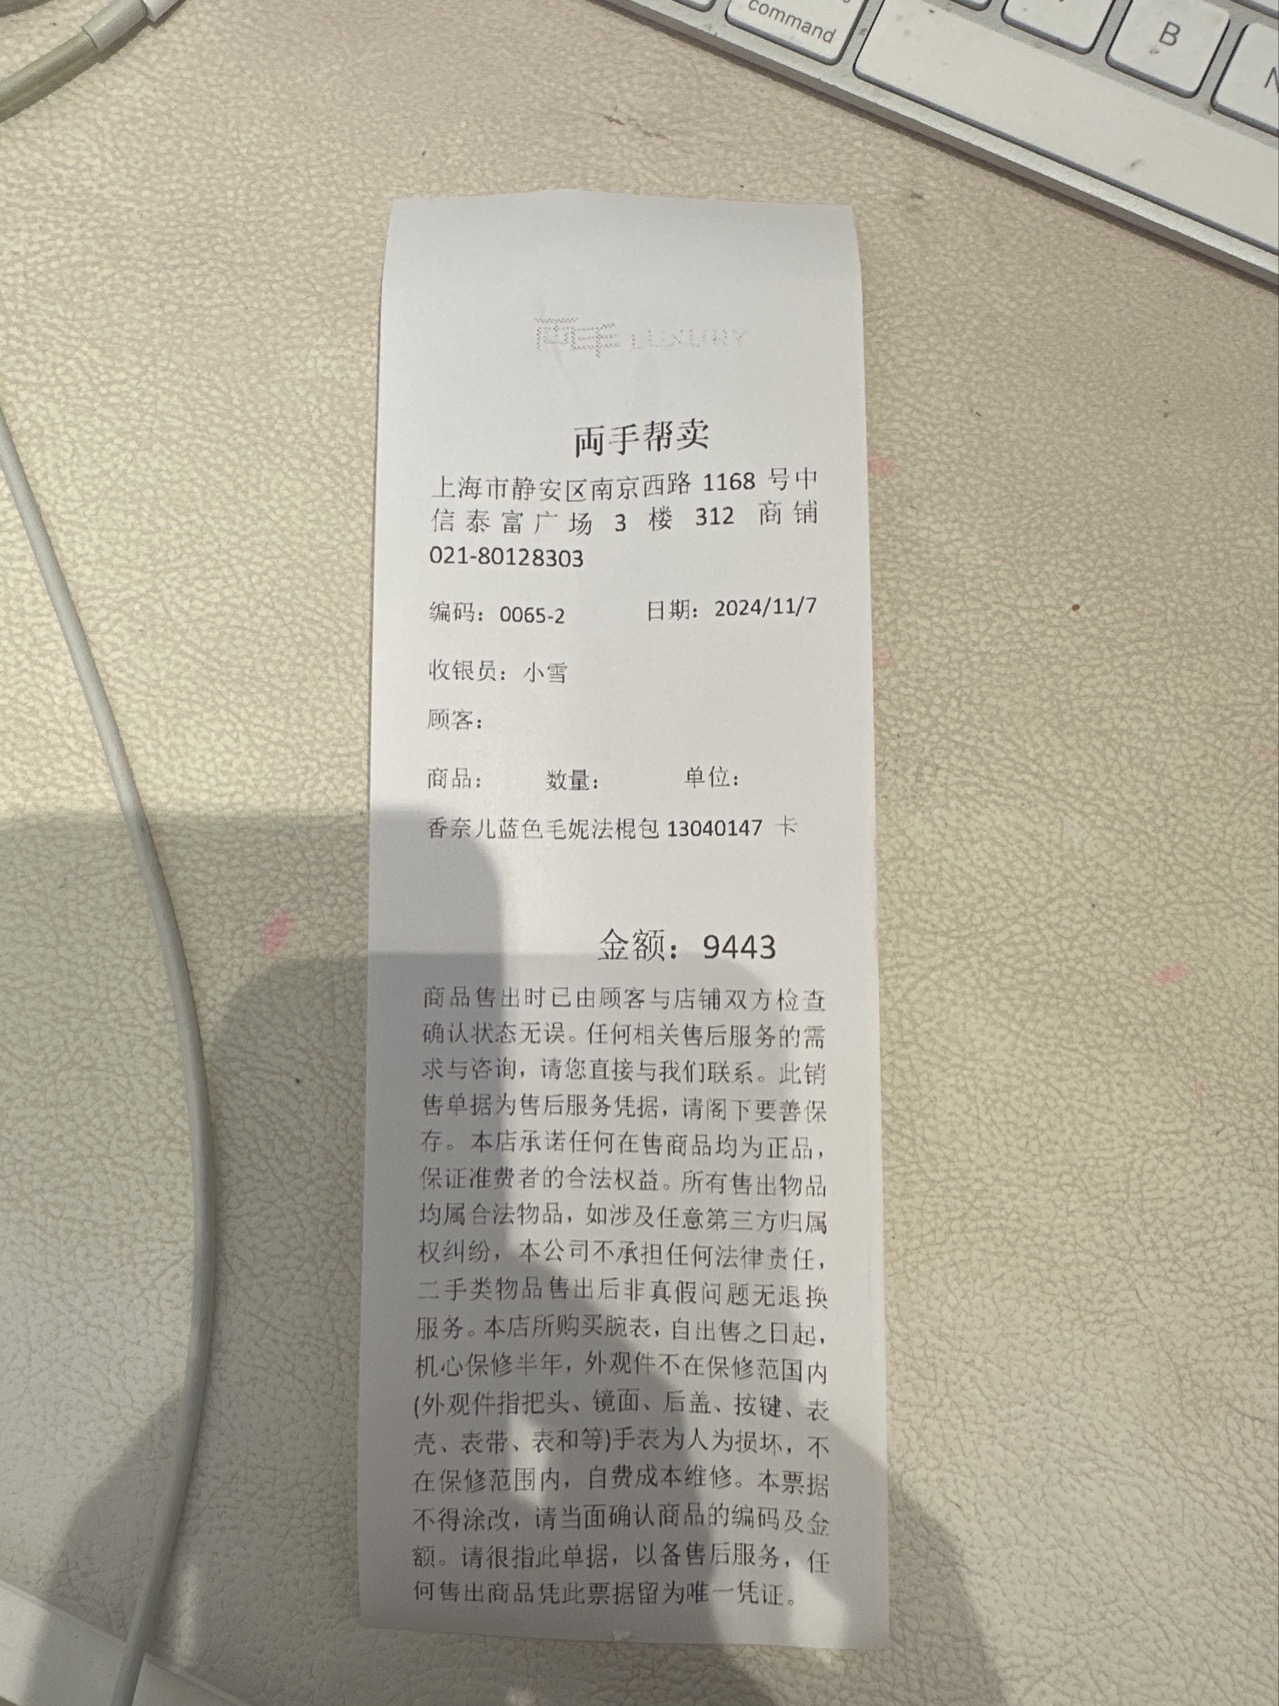 command
B
N
両手 LUXURY
両手帮卖
上海市静安区南京西路 1168 号中
信泰富广场 3 楼 312 商铺
021-80128303
编码：0065-2 日期：2024/11/7
收银员：小雪
顾客：
商品： 数量： 单位：
香奈儿蓝色毛妮法棍包 13040147 卡
金额：9443
商品售出时已由顾客与店铺双方检查
确认状态无误。任何相关售后服务的需
求与咨询，请您直接与我们联系。此销
售单据为售后服务凭据，请阁下要善保
存。本店承诺任何在售商品均为正品，
保证准费者的合法权益。所有售出物品
均属合法物品，如涉及任意第三方归属
权纠纷，本公司不承担任何法律责任，
二手类物品售出后非真假问题无退换
服务。本店所购买腕表，自出售之日起，
机心保修半年，外观件不在保修范国内
(外观件指把头、镜面、后盖、按键、表
壳、表带、表和等)手表为人为损坏，不
在保修范围内，自费成本维修。本票据
不得涂改，请当面确认商品的编码及金
额。请很指此单据，以备售后服务，任
何售出商品凭此票据留为唯一凭证。